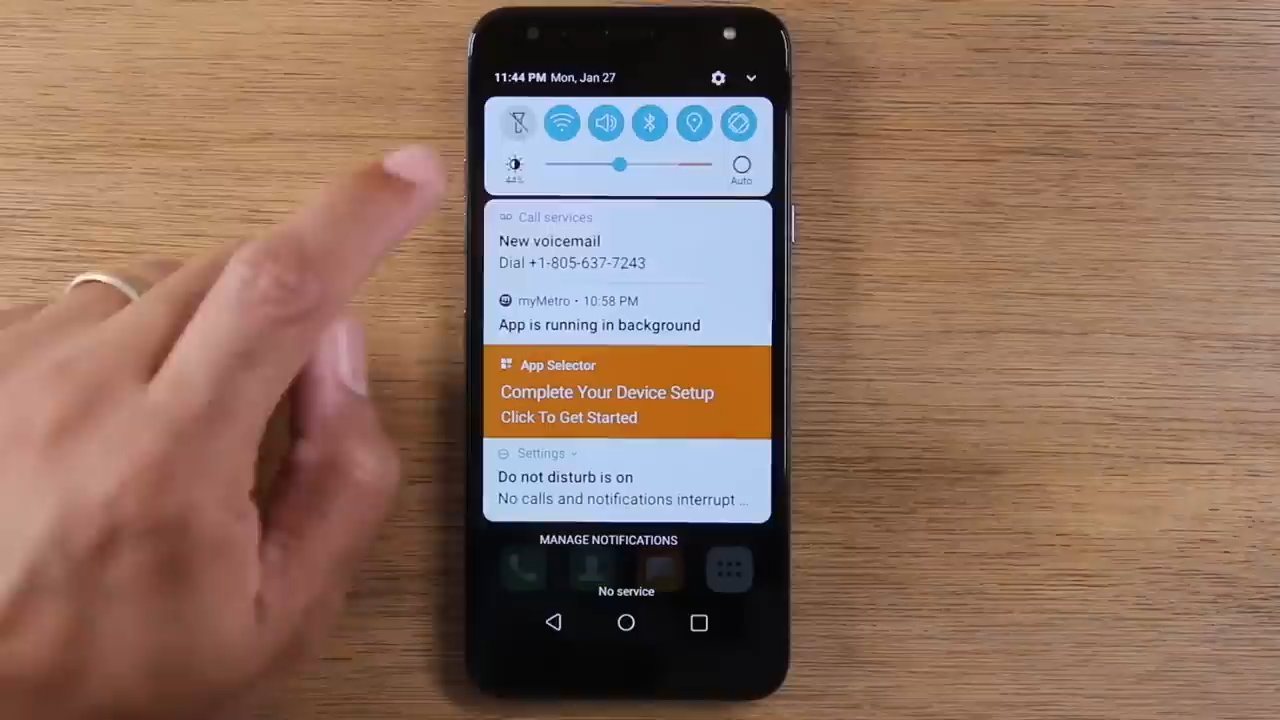 11:44 PM Mon, Jan 27
44%
Auto
Call services
New voicemail
Dial +1-805-637-7243
myMetro • 10:58 PM
App is running in background
App Selector
Complete Your Device Setup
Click To Get Started
Settings
Do not disturb is on
No calls and notifications interrupt ...
MANAGE NOTIFICATIONS
No service